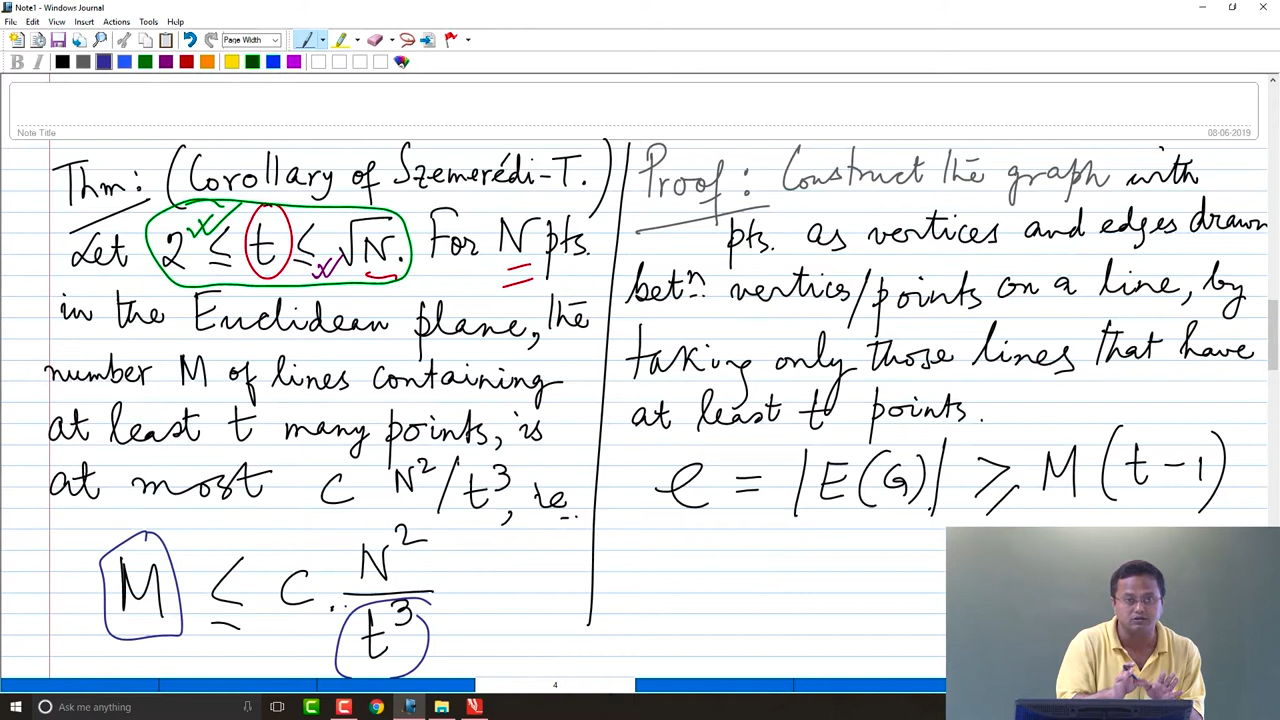 Note1 - Windows Journal
File Edit View Insert Actions Tools Help
Page Width
B I
Note Title
08-06-2019
Thm: (Corollary of Szemerédi-T.)
Let 2 ≤ t ≤ √N. For N pts.
in the Euclidean plane, the
number M of lines containing
at least t many points, is
at most C N²/t³, ie.
M ≤ C. N²/t³
Proof: Construct the graph with
pts. as vertices and edges drawn
betⁿ vertices/points on a line, by
taking only those lines that have
at least t points.
e = |E(G)| ≥ M(t-1)
4
Ask me anything